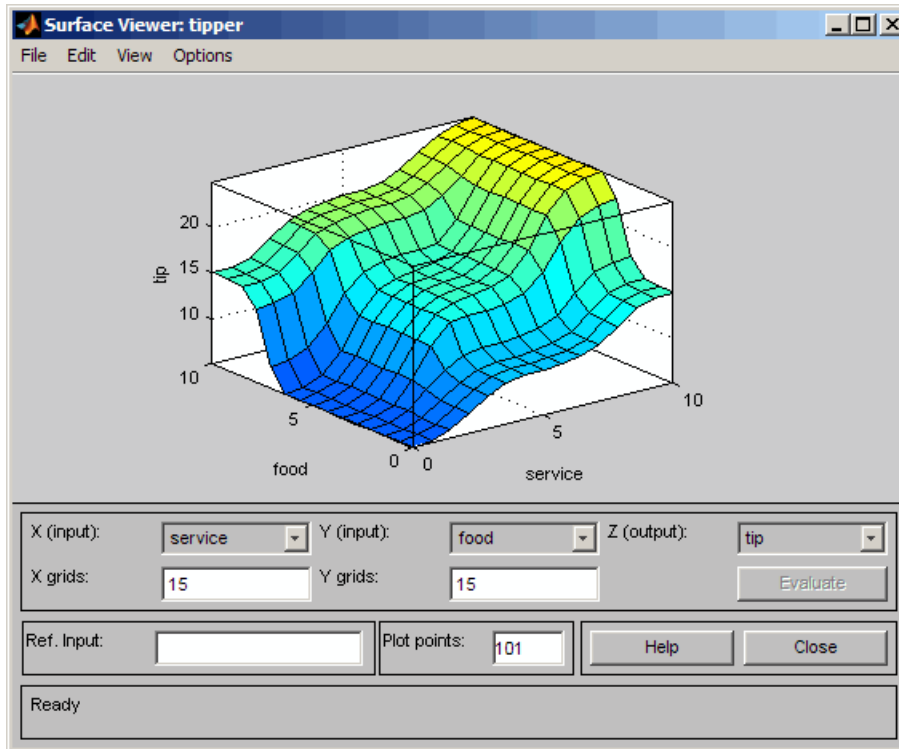 Surface Viewer: tipper
File Edit View Options
20
15
10
tip
10
5
0
food
0
5
10
service
X (input): service Y (input): food Z (output): tip
X grids: 15 Y grids: 15 Evaluate
Ref. Input: Plot points: 101 Help Close
Ready